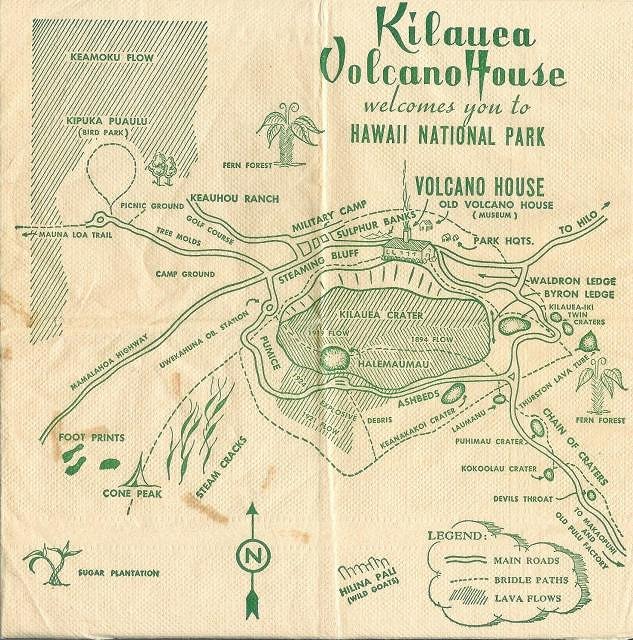 Kilauea
Volcano House
welcomes you to
HAWAII NATIONAL PARK
KEAMOKU FLOW
KIPUKA PUAULU
(BIRD PARK)
FERN FOREST
VOLCANO HOUSE
OLD VOLCANO HOUSE
(MUSEUM)
PICNIC GROUND
KEAUHOU RANCH
GOLF COURSE
MILITARY CAMP
SULPHUR BANKS
PARK HQTS.
TO HILO
MAUNA LOA TRAIL
TREE MOLDS
CAMP GROUND
STEAMING BLUFF
WALDRON LEDGE
BYRON LEDGE
KILAUEA-IKI
TWIN
CRATERS
KILAUEA CRATER
UWEKAHUNA OB. STATION
MAMALAHOA HIGHWAY
PUMICE
FLOW
1894 FLOW
HALEMAUMAU
THURSTON LAVA TUBE
FERN FOREST
EXPLOSIVE
DEBRIS
1921 FLOW
ASHBEDS
KEANAKAKOI CRATER
LAUMANU
CHAIN OF CRATERS
PUHIMAU CRATER
KOKOOLAU CRATER
DEVILS THROAT
TO MAKAOPUHI
AND
OLD PULU FACTORY
FOOT PRINTS
CONE PEAK
STEAM CRACKS
SUGAR PLANTATION
N
HILINA PALI
(WILD GOATS)
LEGEND:
MAIN ROADS
BRIDLE PATHS
LAVA FLOWS